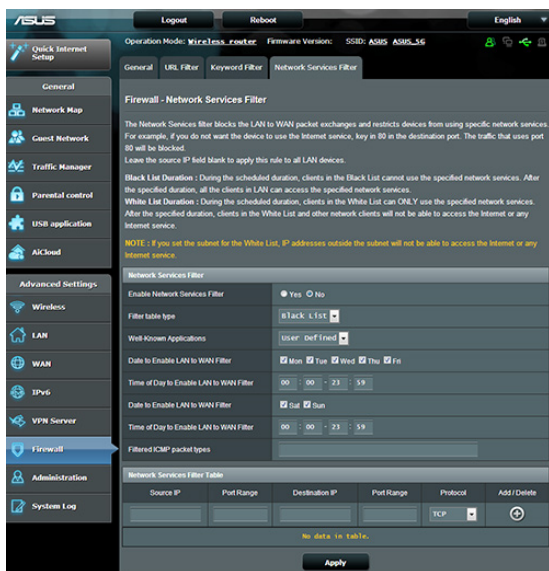 ASUS
Logout
Reboot
English
Quick Internet Setup
Operation Mode: Wireless router Firmware Version: SSID: ASUS ASUS_5G
General
URL Filter
Keyword Filter
Network Services Filter
General
Network Map
Guest Network
Traffic Manager
Parental control
USB application
AiCloud
Advanced Settings
Wireless
LAN
WAN
IPv6
VPN Server
Firewall
Administration
System Log
Firewall - Network Services Filter
The Network Services filter blocks the LAN to WAN packet exchanges and restricts devices from using specific network services.
For example, if you do not want the device to use the Internet service, key in 80 in the destination port. The traffic that uses port
80 will be blocked.
Leave the source IP field blank to apply this rule to all LAN devices.
Black List Duration : During the scheduled duration, clients in the Black List cannot use the specified network services. After
the specified duration, all the clients in LAN can access the specified network services.
White List Duration : During the scheduled duration, clients in the White List can ONLY use the specified network services.
After the specified duration, clients in the White List and other network clients will not be able to access the Internet or any
Internet service.
NOTE : If you set the subnet for the White List, IP addresses outside the subnet will not be able to access the Internet or any
Internet service.
Network Services Filter
Enable Network Services Filter Yes No
Filter table type Black List
Well-Known Applications User Defined
Date to Enable LAN to WAN Filter Mon Tue Wed Thu Fri
Time of Day to Enable LAN to WAN Filter 00 : 00 - 23 : 59
Date to Enable LAN to WAN Filter Sat Sun
Time of Day to Enable LAN to WAN Filter 00 : 00 - 23 : 59
Filtered ICMP packet types
Network Services Filter Table
Source IP Port Range Destination IP Port Range Protocol Add / Delete
TCP
No data in table.
Apply